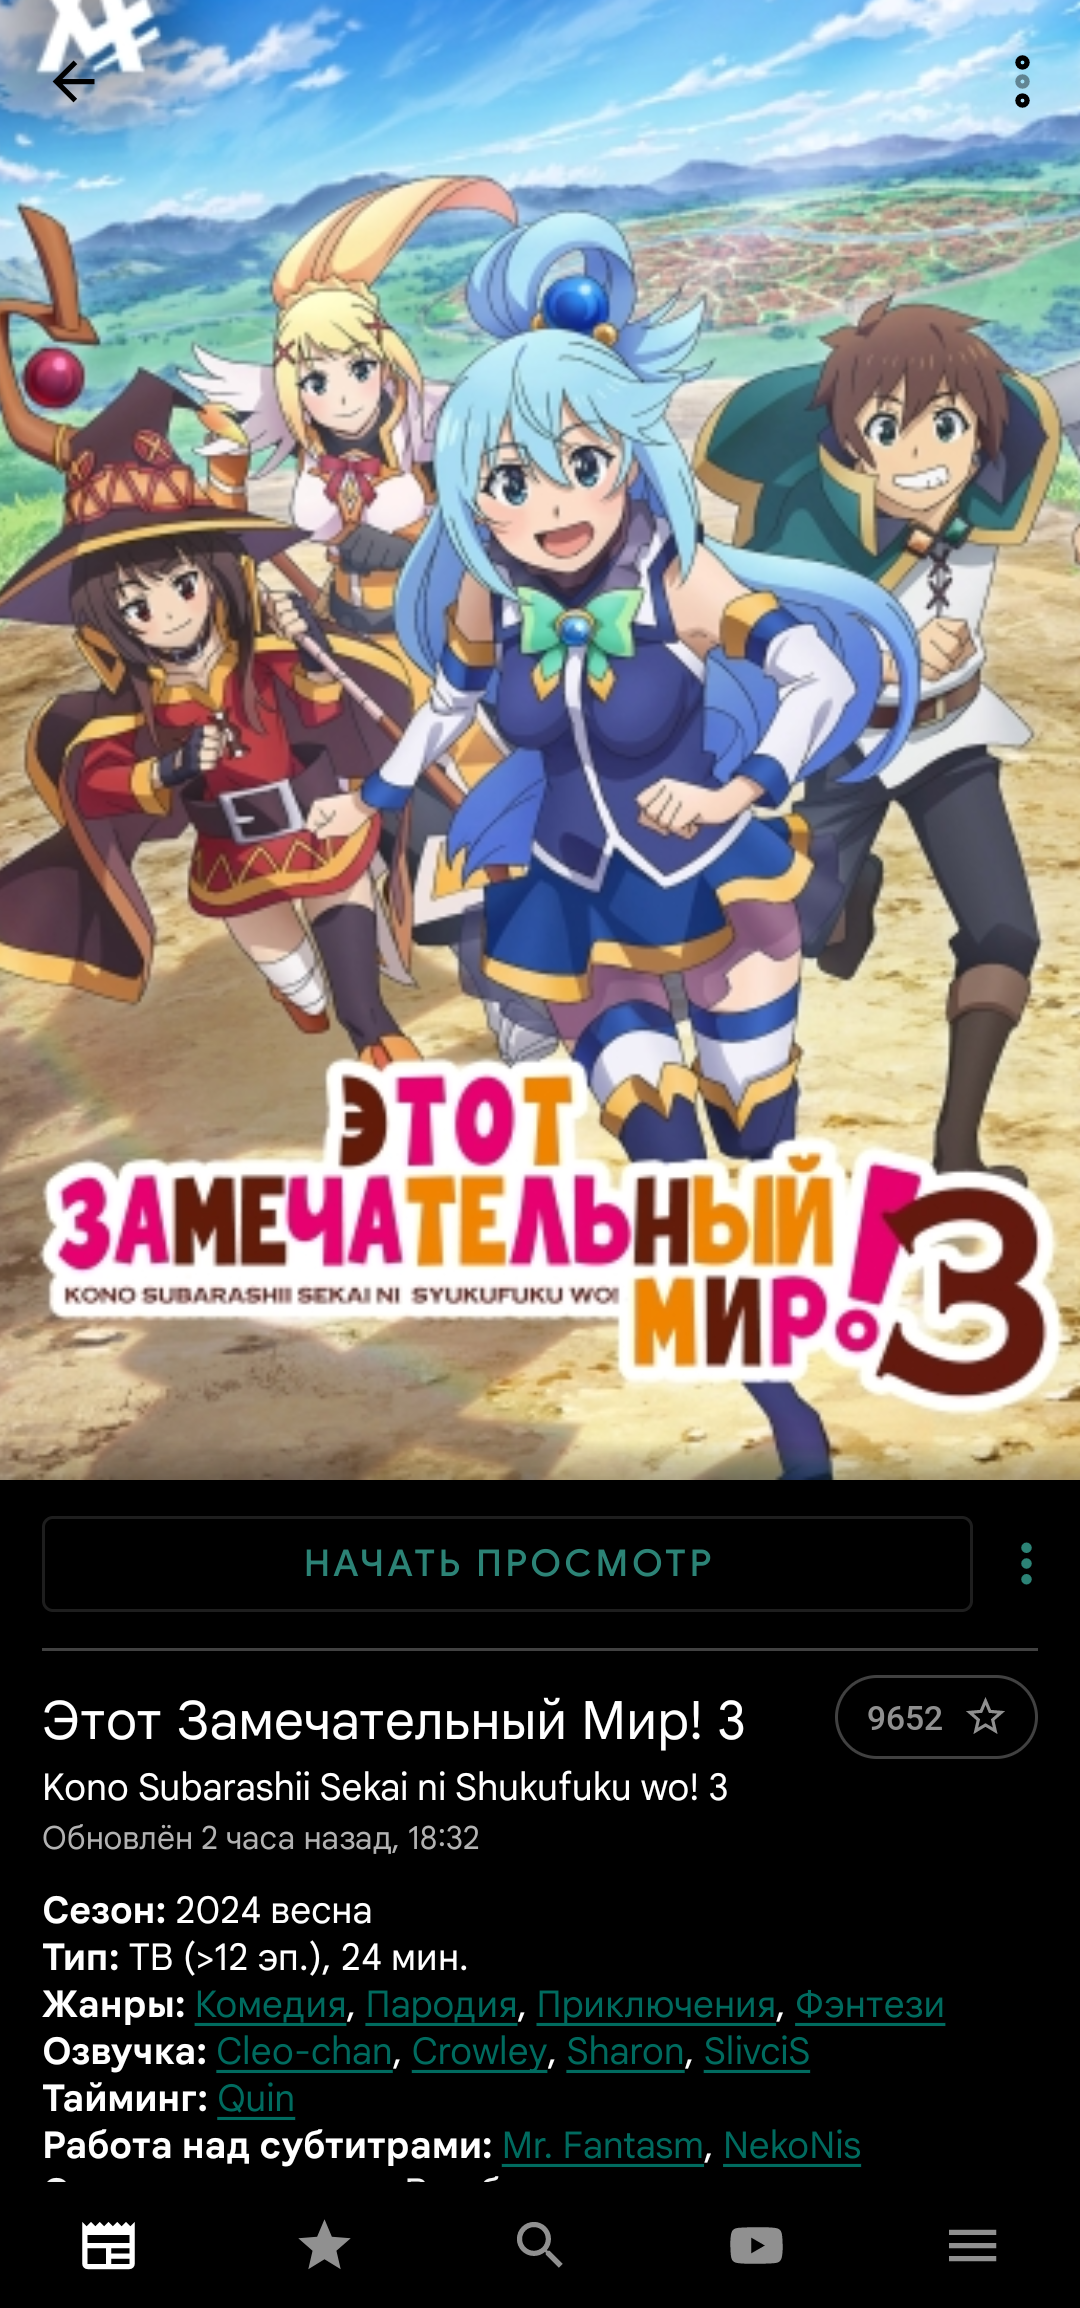 ЭТОТ
ЗАМЕЧАТЕЛЬНЫЙ
KONO SUBARASHII SEKAI NI SYUKUFUKU WO!
МИР!3
НАЧАТЬ ПРОСМОТР
Этот Замечательный Мир! 3
9652
Kono Subarashii Sekai ni Shukufuku wo! 3
Обновлён 2 часа назад, 18:32
Сезон: 2024 весна
Тип: ТВ (>12 эп.), 24 мин.
Жанры: Комедия, Пародия, Приключения, Фэнтези
Озвучка: Cleo-chan, Crowley, Sharon, SlivciS
Тайминг: Quin
Работа над субтитрами: Mr. Fantasm, NekoNis